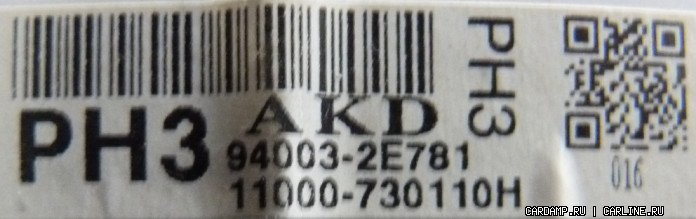 PH3
AKD
94003-2E781
11000-730110H
PH3
016
CARDAMP.RU | CARLINE.RU